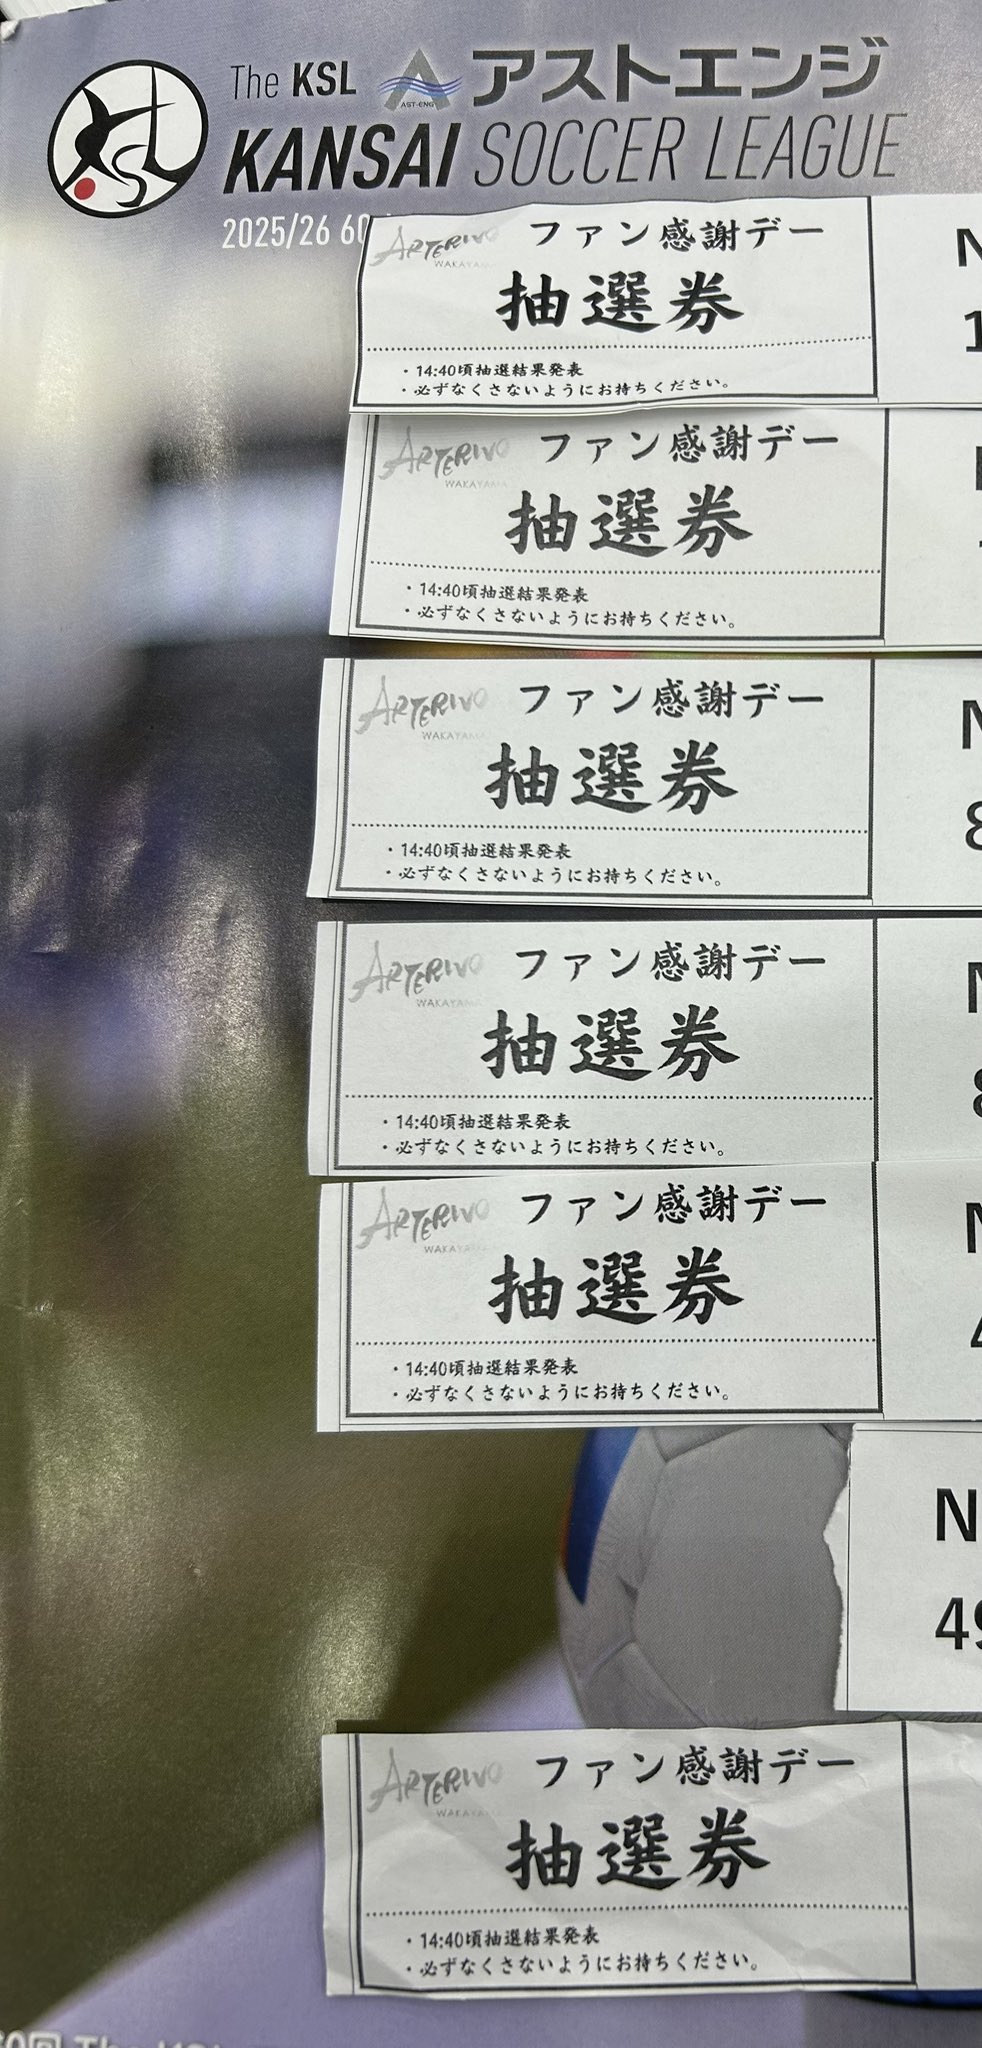 The KSL
AST-ENG アストエンジ
KANSAI SOCCER LEAGUE
2025/26 60
ARTERIVO WAKAYAMA
ファン感謝デー
抽選券
・14:40頃抽選結果発表
・必ずなくさないようにお持ちください。
N
1
ARTERIVO WAKAYAMA
ファン感謝デー
抽選券
・14:40頃抽選結果発表
・必ずなくさないようにお持ちください。
ARTERIVO WAKAYAMA
ファン感謝デー
抽選券
・14:40頃抽選結果発表
・必ずなくさないようにお持ちください。
N
8
ARTERIVO WAKAYAMA
ファン感謝デー
抽選券
・14:40頃抽選結果発表
・必ずなくさないようにお持ちください。
N
8
ARTERIVO WAKAYAMA
ファン感謝デー
抽選券
・14:40頃抽選結果発表
・必ずなくさないようにお持ちください。
N
4
N
49
ARTERIVO WAKAYAMA
ファン感謝デー
抽選券
・14:40頃抽選結果発表
・必ずなくさないようにお持ちください。